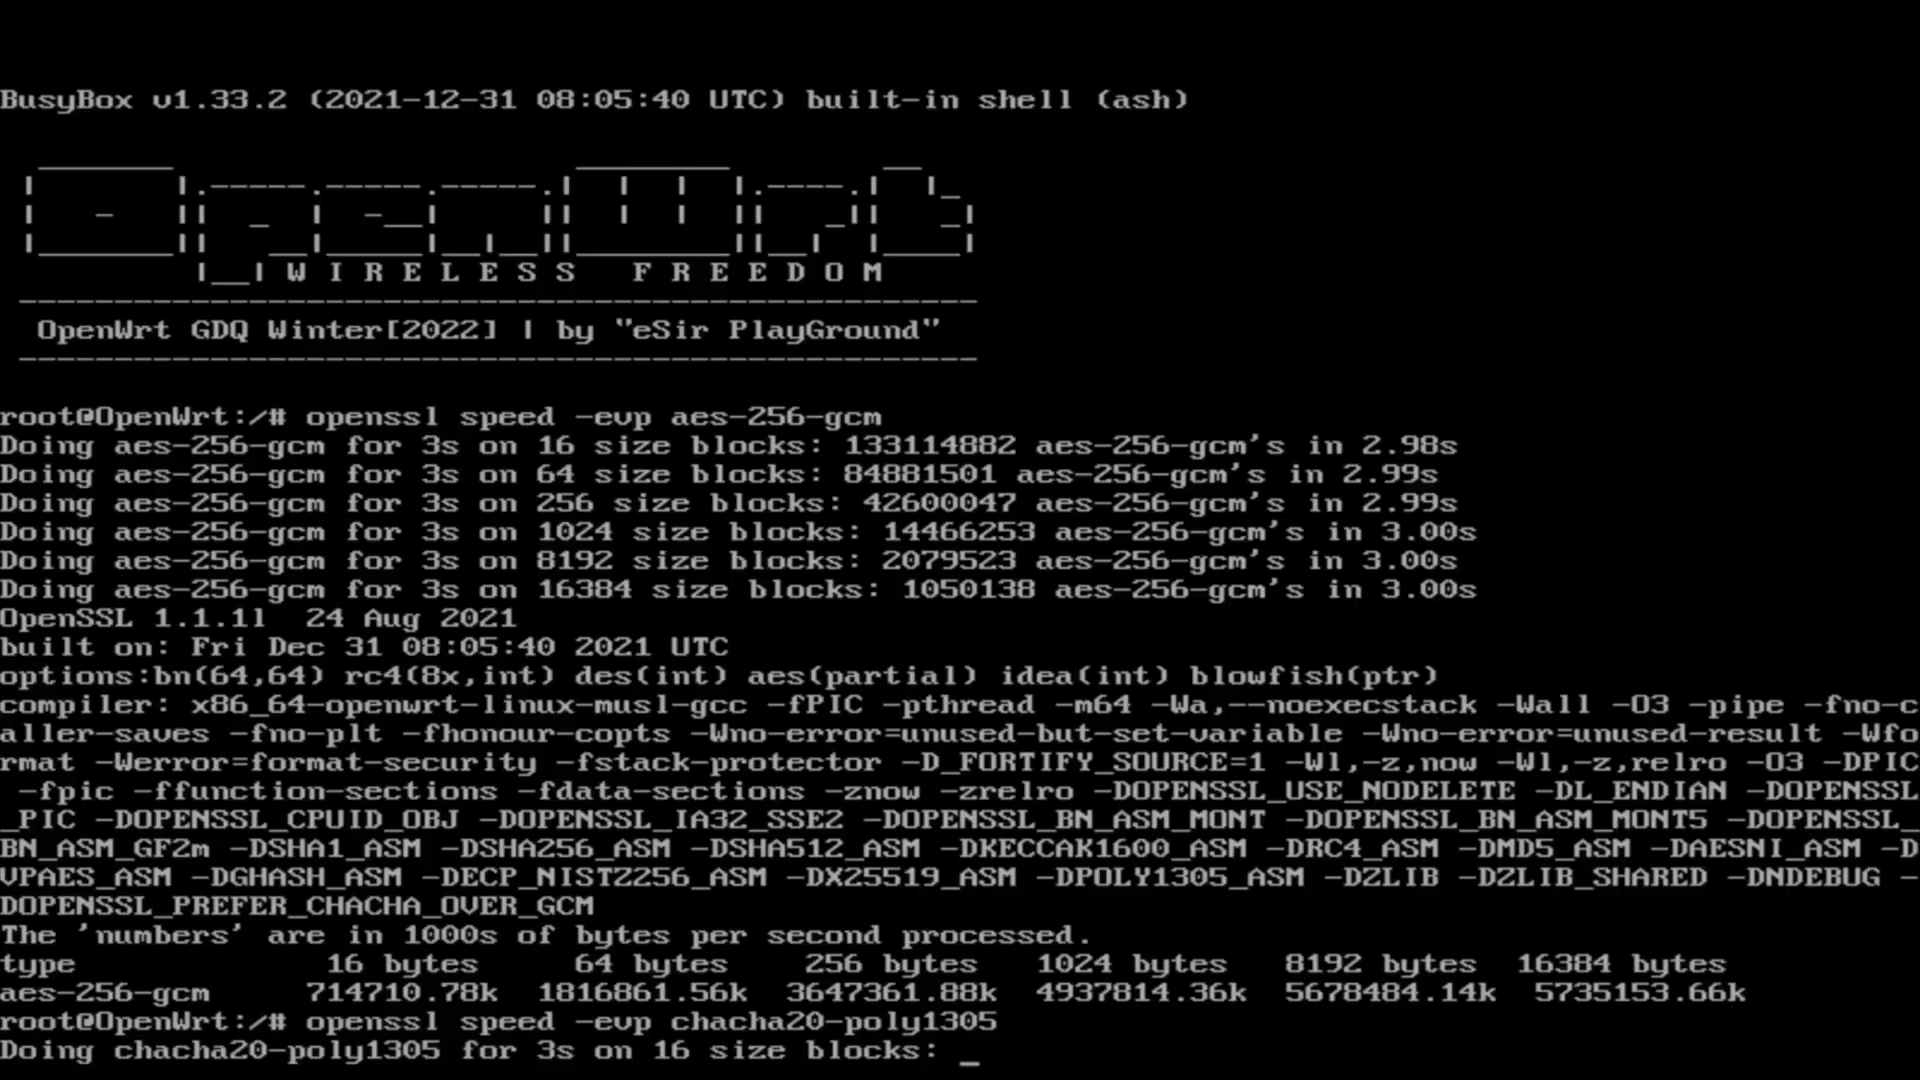 BusyBox v1.33.2 (2021-12-31 08:05:40 UTC) built-in shell (ash)
OpenWrt
W I R E L E S S   F R E E D O M
OpenWrt GDQ Winter[2022] | by "eSir PlayGround"
root@OpenWrt:/# openssl speed -evp aes-256-gcm
Doing aes-256-gcm for 3s on 16 size blocks: 133114882 aes-256-gcm's in 2.98s
Doing aes-256-gcm for 3s on 64 size blocks: 84881501 aes-256-gcm's in 2.99s
Doing aes-256-gcm for 3s on 256 size blocks: 42600047 aes-256-gcm's in 2.99s
Doing aes-256-gcm for 3s on 1024 size blocks: 14466253 aes-256-gcm's in 3.00s
Doing aes-256-gcm for 3s on 8192 size blocks: 2079523 aes-256-gcm's in 3.00s
Doing aes-256-gcm for 3s on 16384 size blocks: 1050138 aes-256-gcm's in 3.00s
OpenSSL 1.1.1l  24 Aug 2021
built on: Fri Dec 31 08:05:40 2021 UTC
options:bn(64,64) rc4(8x,int) des(int) aes(partial) idea(int) blowfish(ptr)
compiler: x86_64-openwrt-linux-musl-gcc -fPIC -pthread -m64 -Wa,--noexecstack -Wall -O3 -pipe -fno-c
aller-saves -fno-plt -fhonour-copts -Wno-error=unused-but-set-variable -Wno-error=unused-result -Wfo
rmat -Werror=format-security -fstack-protector -D_FORTIFY_SOURCE=1 -Wl,-z,now -Wl,-z,relro -O3 -DPIC
 -fpic -ffunction-sections -fdata-sections -znow -zrelro -DOPENSSL_USE_NODELETE -DL_ENDIAN -DOPENSSL
_PIC -DOPENSSL_CPUID_OBJ -DOPENSSL_IA32_SSE2 -DOPENSSL_BN_ASM_MONT -DOPENSSL_BN_ASM_MONT5 -DOPENSSL_
BN_ASM_GF2m -DSHA1_ASM -DSHA256_ASM -DSHA512_ASM -DKECCAK1600_ASM -DRC4_ASM -DMD5_ASM -DAESNI_ASM -D
VPAES_ASM -DGHASH_ASM -DECP_NISTZ256_ASM -DX25519_ASM -DPOLY1305_ASM -DZLIB -DZLIB_SHARED -DNDEBUG -
DOPENSSL_PREFER_CHACHA_OVER_GCM
The 'numbers' are in 1000s of bytes per second processed.
type             16 bytes     64 bytes    256 bytes   1024 bytes   8192 bytes  16384 bytes
aes-256-gcm     714710.78k  1816861.56k  3647361.88k  4937814.36k  5678484.14k  5735153.66k
root@OpenWrt:/# openssl speed -evp chacha20-poly1305
Doing chacha20-poly1305 for 3s on 16 size blocks: _